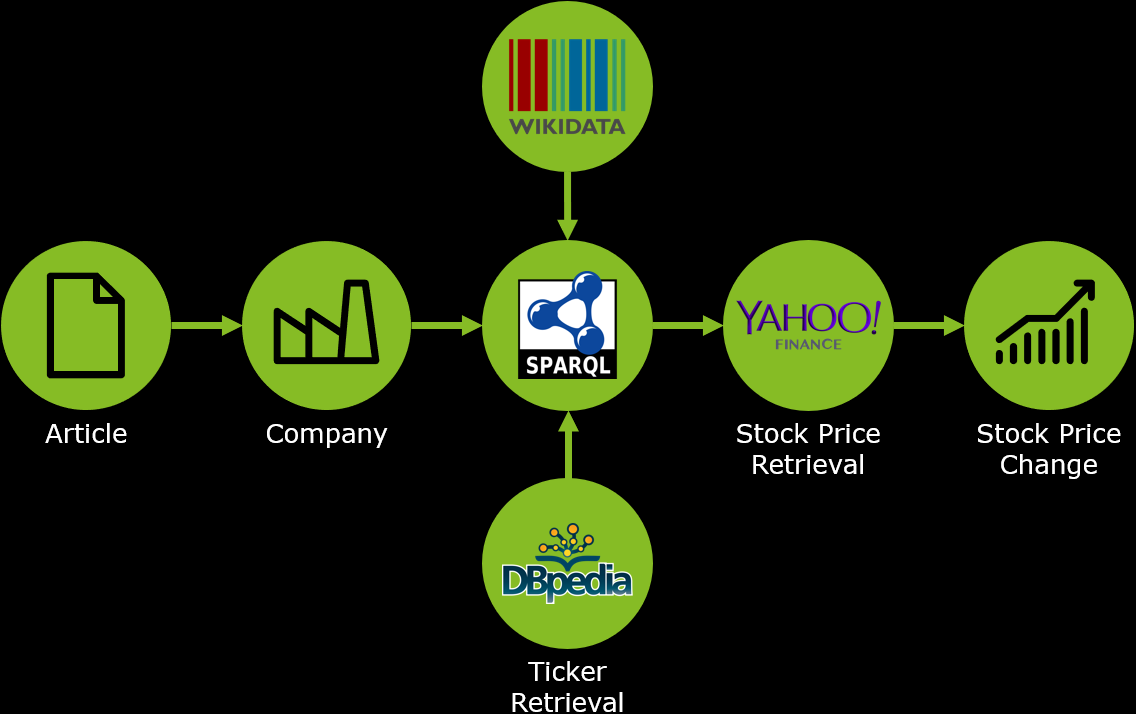 WIKIDATA
SPARQL
YAHOO!
FINANCE
Article
Company
Stock Price
Retrieval
Stock Price
Change
DBpedia
Ticker
Retrieval